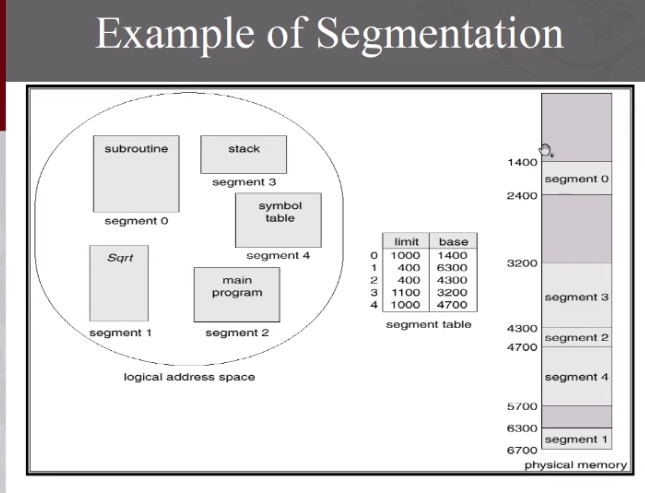 Example of Segmentation
subroutine
segment 0
stack
segment 3
symbol
table
segment 4
Sqrt
segment 1
main
program
segment 2
logical address space
limit base
0 1000 1400
1 400 6300
2 400 4300
3 1100 3200
4 1000 4700
segment table
1400
segment 0
2400
3200
segment 3
4300
segment 2
4700
segment 4
5700
6300
segment 1
6700
physical memory